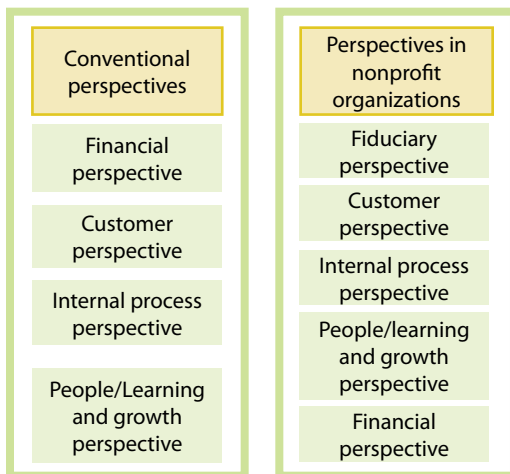 Conventional
perspectives
Financial
perspective
Customer
perspective
Internal process
perspective
People/Learning
and growth
perspective
Perspectives in
nonprofit
organizations
Fiduciary
perspective
Customer
perspective
Internal process
perspective
People/learning
and growth
perspective
Financial
perspective